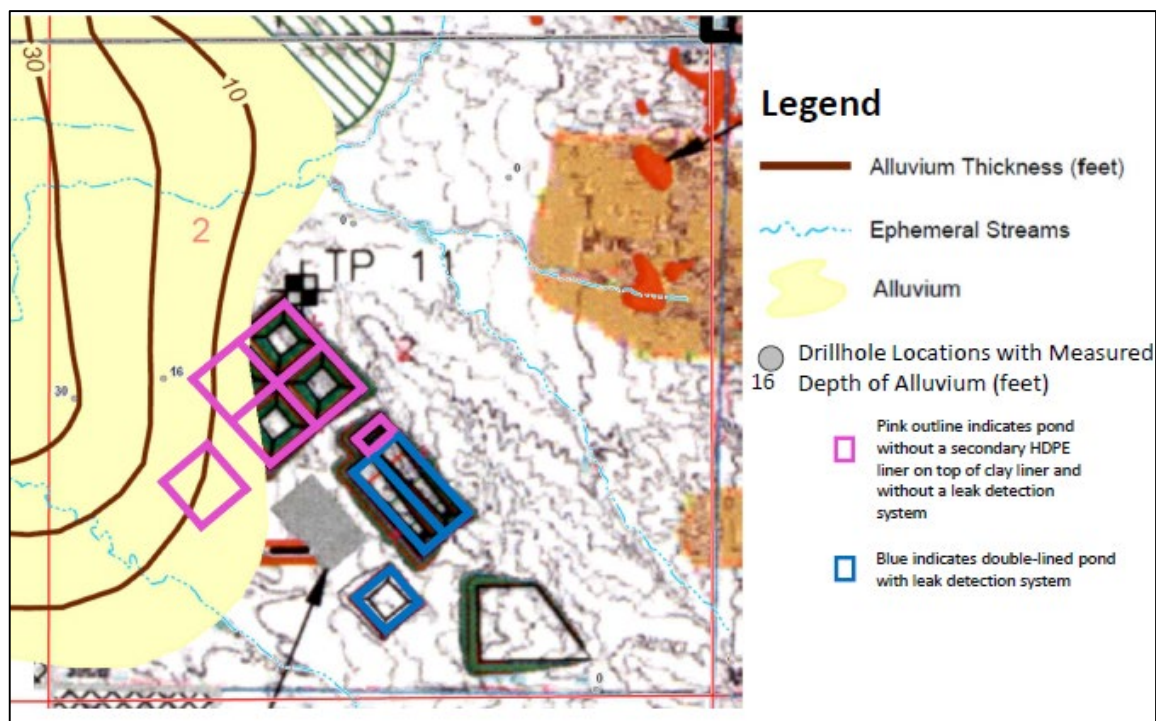 30
10
0
2
0
TP 11
16
30
0
Legend
Alluvium Thickness (feet)
Ephemeral Streams
Alluvium
Drillhole Locations with Measured
16 Depth of Alluvium (feet)
Pink outline indicates pond
without a secondary HDPE
liner on top of clay liner and
without a leak detection
system
Blue indicates double-lined pond
with leak detection system